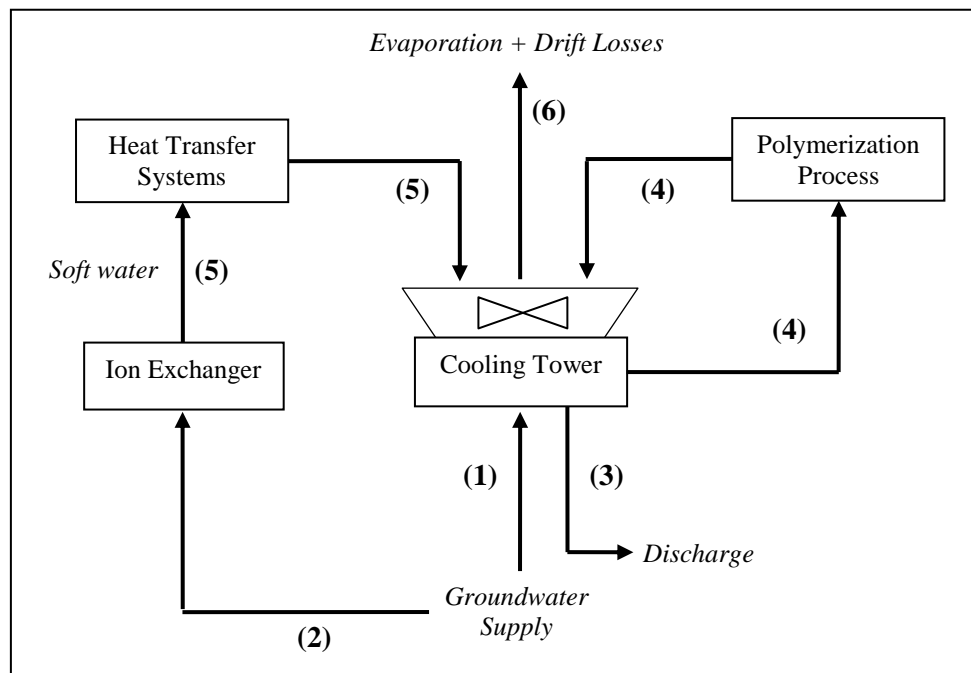 Evaporation + Drift Losses
(6)
Heat Transfer
Systems
Polymerization
Process
(5)
(4)
Soft water
(5)
(4)
Ion Exchanger
Cooling Tower
(1)
(3)
Discharge
Groundwater
Supply
(2)